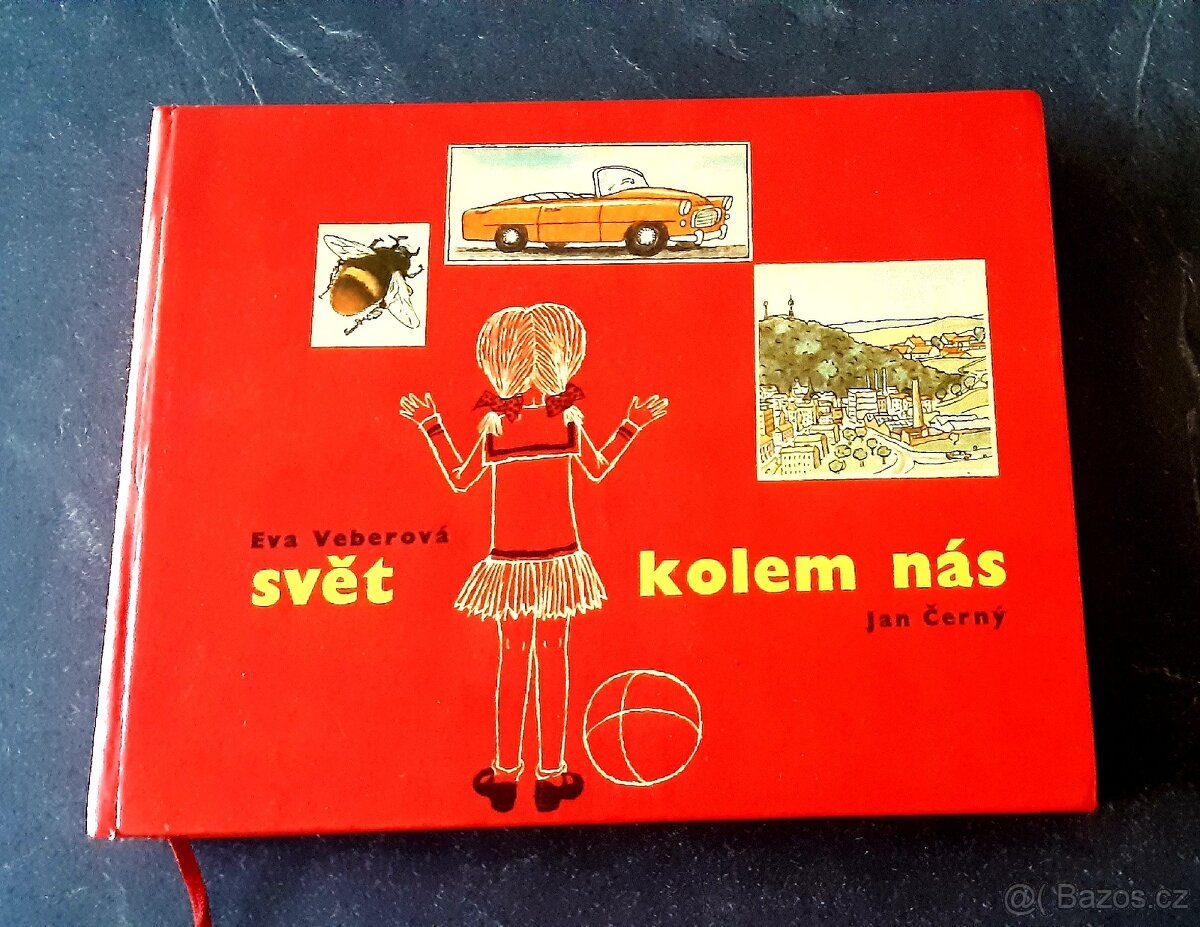 Eva Veberová
svět kolem nás
Jan Černý
@( Bazos.cz